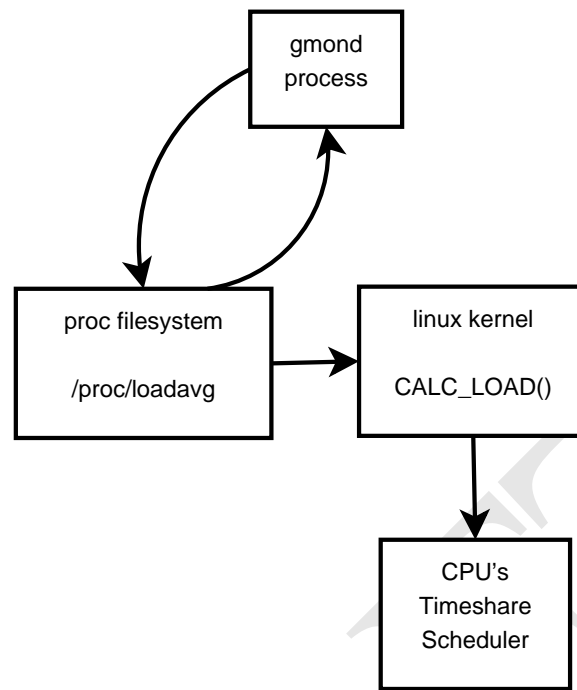 gmond
process
proc filesystem
/proc/loadavg
linux kernel
CALC_LOAD()
CPU's
Timeshare
Scheduler